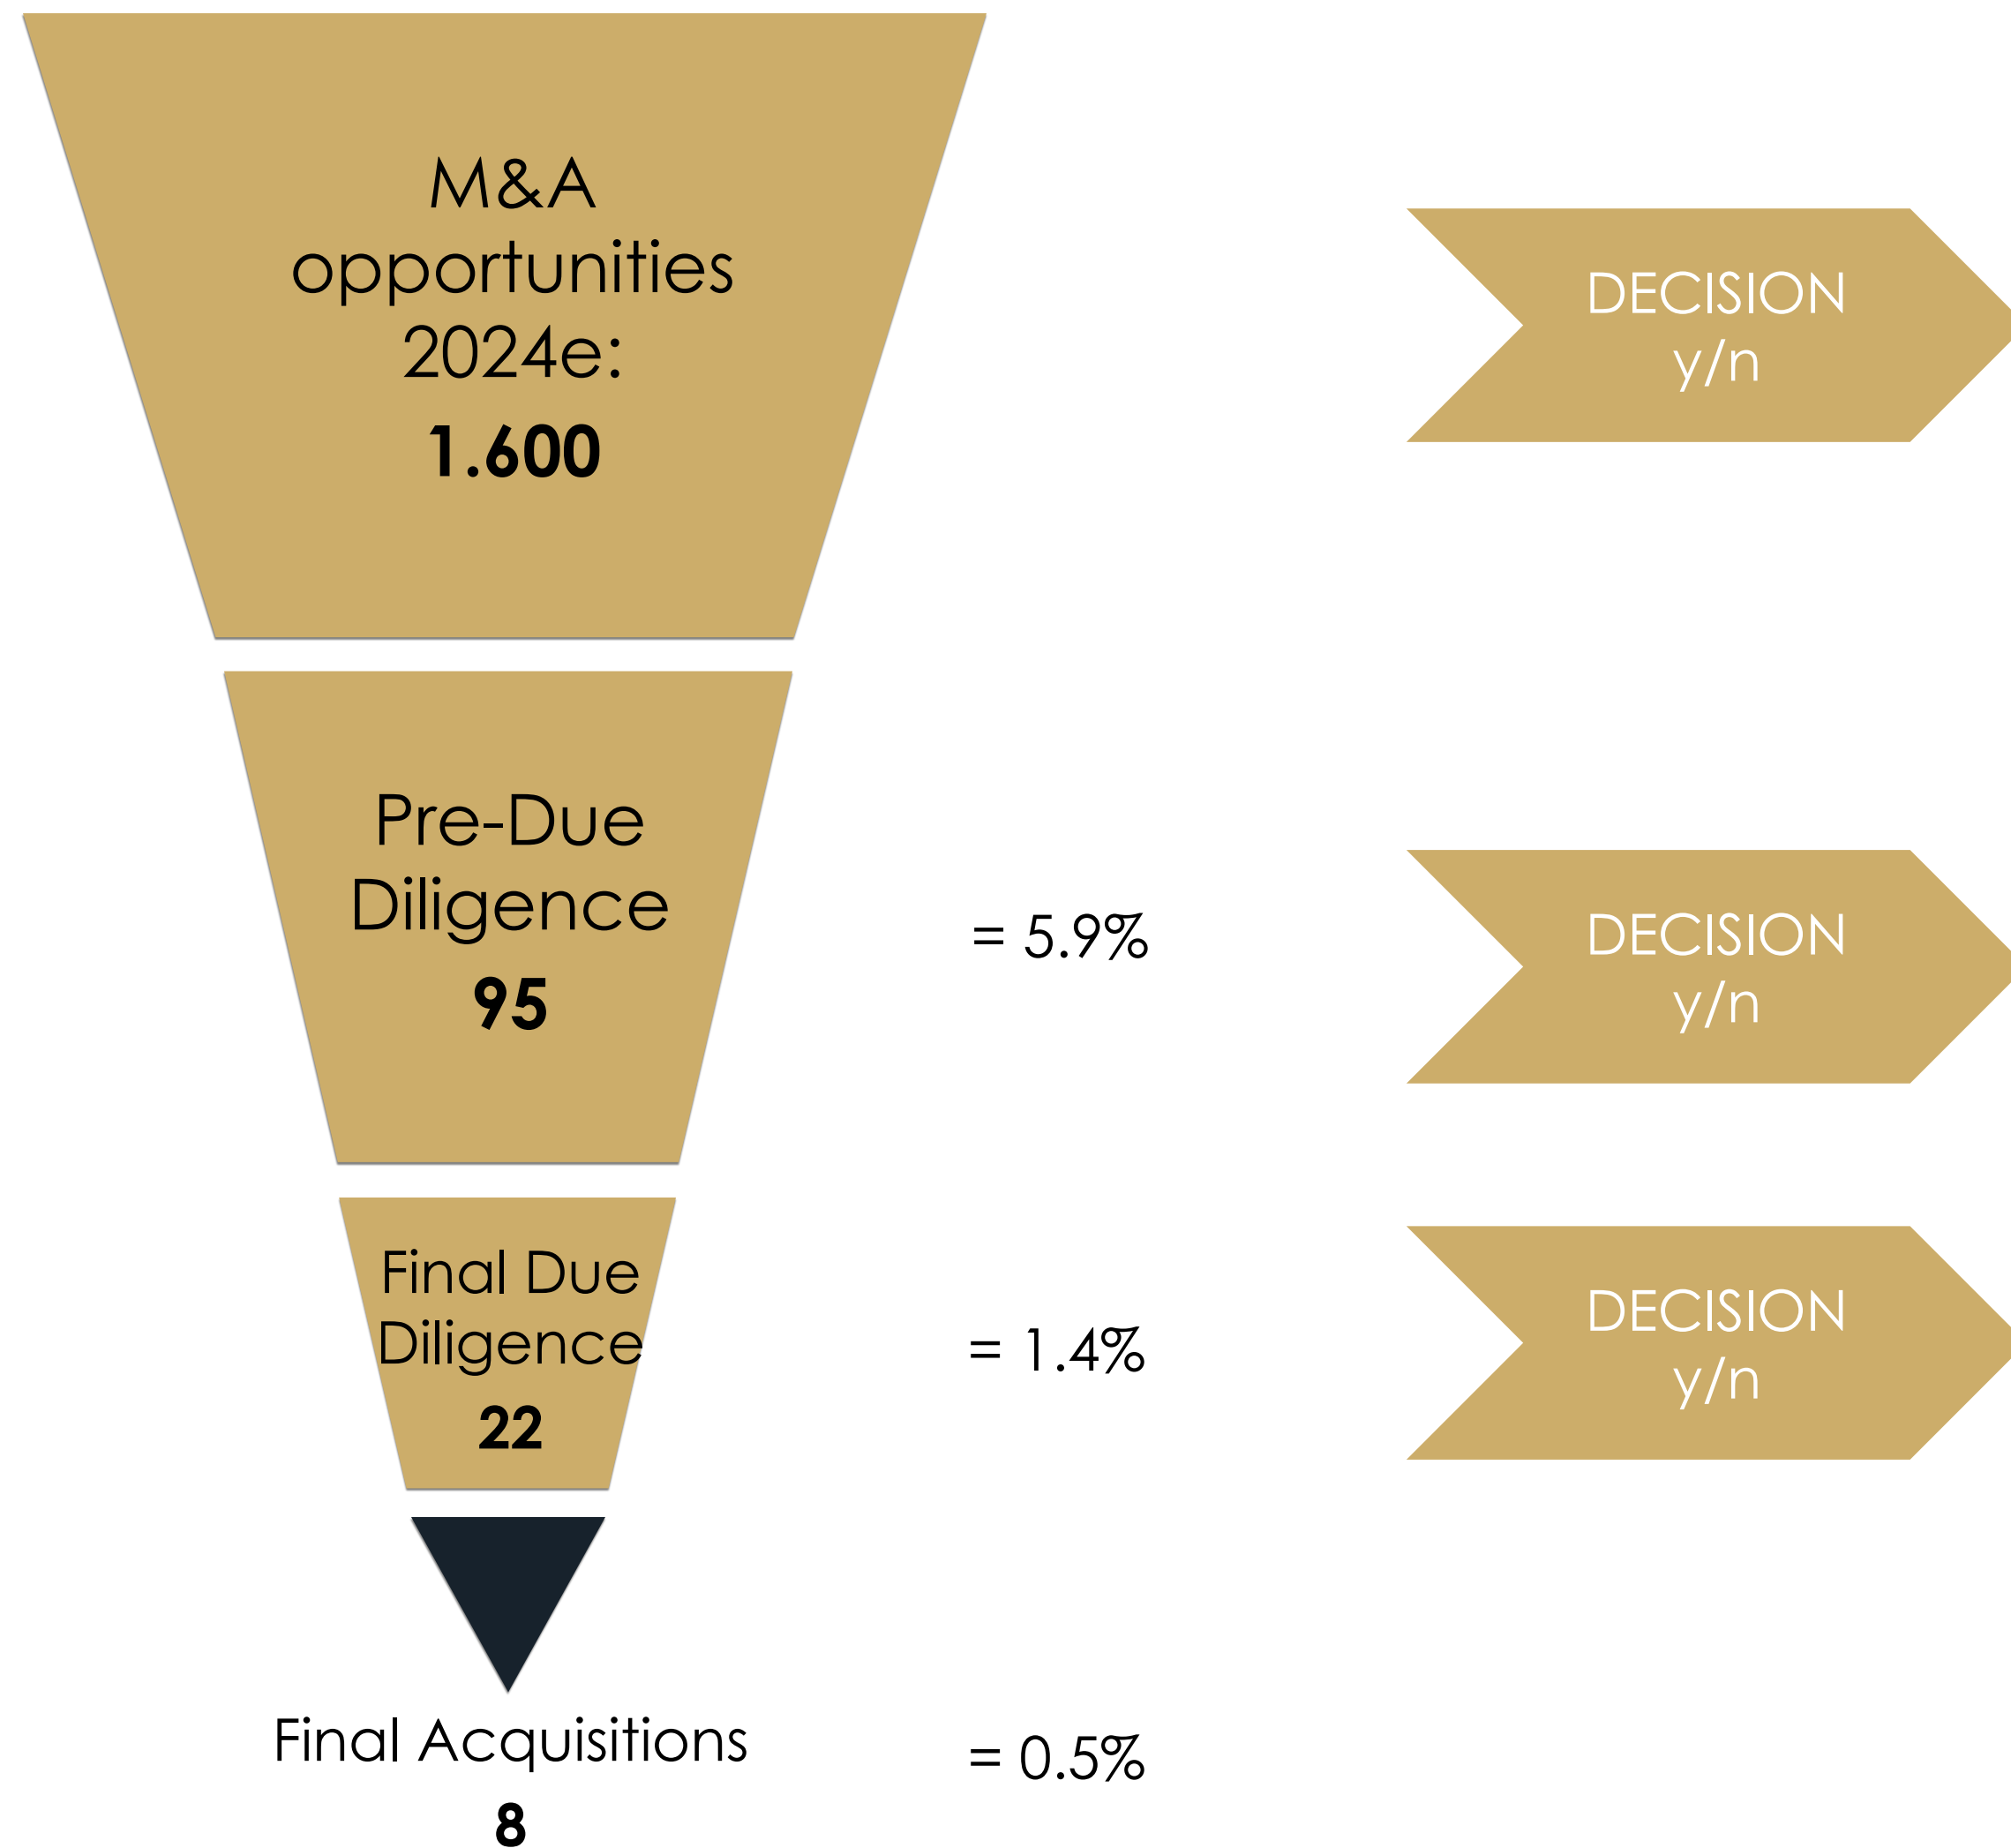 M&A
opportunities
2024e:
1.600
DECISION
y/n
Pre-Due
Dilligence
95
= 5.9%
DECISION
y/n
Final Due
Diligence
22
= 1.4%
DECISION
y/n
Final Acquisitions
8
= 0.5%